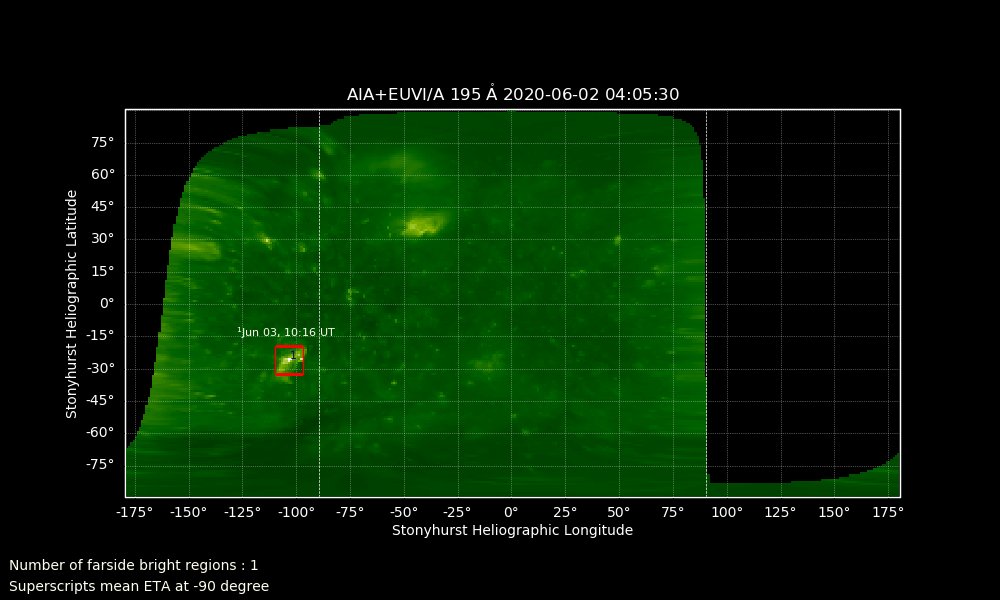 AIA+EUVI/A 195 Å 2020-06-02 04:05:30
Stonyhurst Heliographic Latitude
75°
60°
45°
30°
15°
0°
-15°
-30°
-45°
-60°
-75°
¹Jun 03, 10:16 UT
1
-175° -150° -125° -100° -75° -50° -25° 0° 25° 50° 75° 100° 125° 150° 175°
Stonyhurst Heliographic Longitude
Number of farside bright regions : 1
Superscripts mean ETA at -90 degree